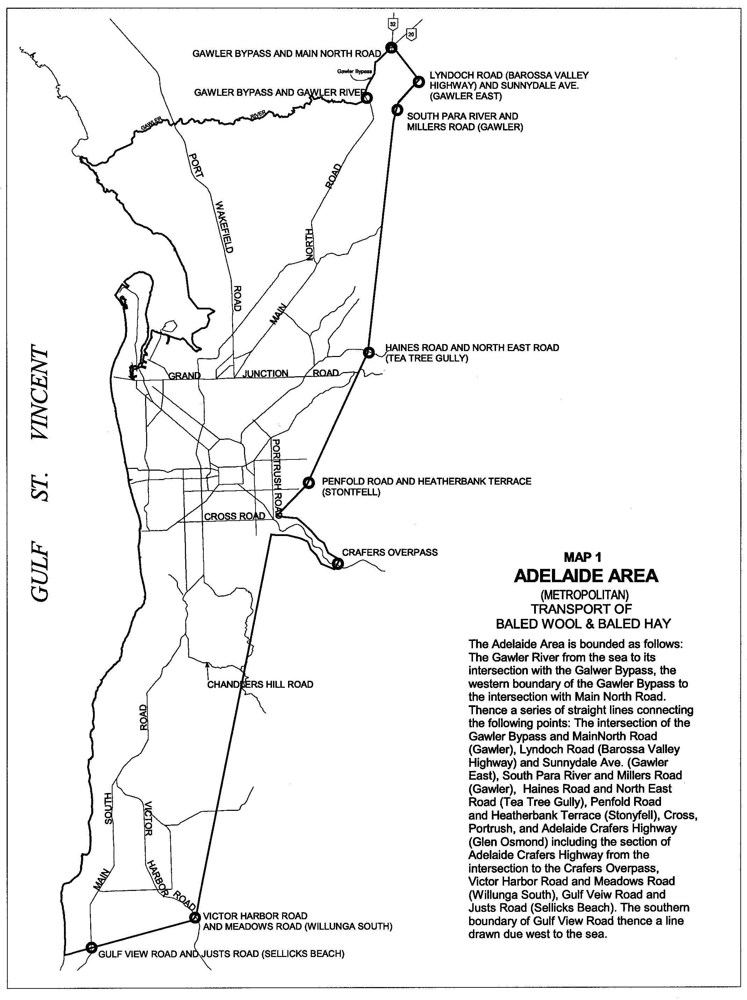 32
20
GAWLER BYPASS AND MAIN NORTH ROAD
Gawler Bypass
LYNDOCH ROAD (BAROSSA VALLEY
HIGHWAY) AND SUNNYDALE AVE.
(GAWLER EAST)
GAWLER BYPASS AND GAWLER RIVER
SOUTH PARA RIVER AND
MILLERS ROAD (GAWLER)
GAWLER RIVER
PORT WAKEFIELD ROAD
MAIN NORTH ROAD
HAINES ROAD AND NORTH EAST ROAD
(TEA TREE GULLY)
GRAND JUNCTION ROAD
GULF ST. VINCENT
PORTRUSH ROAD
PENFOLD ROAD AND HEATHERBANK TERRACE
(STONTFELL)
CROSS ROAD
CRAFERS OVERPASS
CHANDLERS HILL ROAD
MAIN SOUTH ROAD
VICTOR HARBOR ROAD
VICTOR HARBOR ROAD
AND MEADOWS ROAD (WILLUNGA SOUTH)
GULF VIEW ROAD AND JUSTS ROAD (SELLICKS BEACH)
MAP 1
ADELAIDE AREA
(METROPOLITAN)
TRANSPORT OF
BALED WOOL & BALED HAY
The Adelaide Area is bounded as follows:
The Gawler River from the sea to its
intersection with the Galwer Bypass, the
western boundary of the Gawler Bypass to
the intersection with Main North Road.
Thence a series of straight lines connecting
the following points: The intersection of the
Gawler Bypass and MainNorth Road
(Gawler), Lyndoch Road (Barossa Valley
Highway) and Sunnydale Ave. (Gawler
East), South Para River and Millers Road
(Gawler), Haines Road and North East
Road (Tea Tree Gully), Penfold Road
and Heatherbank Terrace (Stonyfell), Cross,
Portrush, and Adelaide Crafers Highway
(Glen Osmond) including the section of
Adelaide Crafers Highway from the
intersection to the Crafers Overpass,
Victor Harbor Road and Meadows Road
(Willunga South), Gulf Veiw Road and
Justs Road (Sellicks Beach). The southern
boundary of Gulf View Road thence a line
drawn due west to the sea.